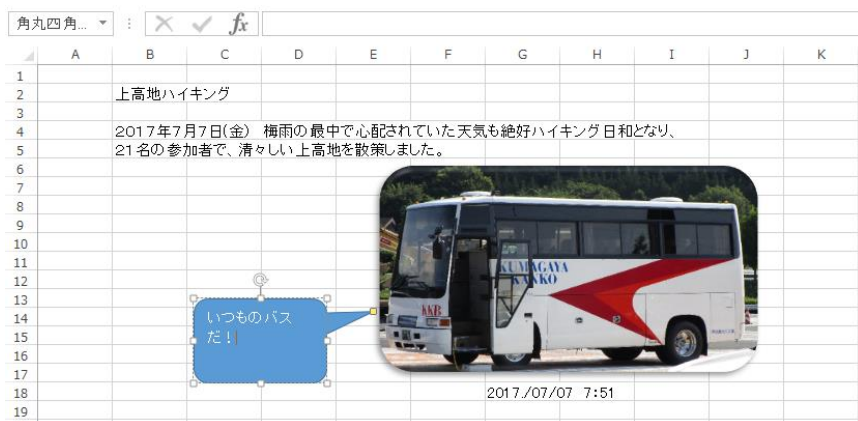 角丸四角...
fx
A B C D E F G H I J K
1
2 上高地ハイキング
3
4 2017年7月7日(金) 梅雨の最中で心配されていた天気も絶好ハイキング日和となり、
5 21名の参加者で、清々しい上高地を散策しました。
6
7
8
9
10
11
KUMAGAYA
12
KANKO
13
14 いつものバス
KKB
15 だ!
16
17
18 2017/07/07 7:51
19